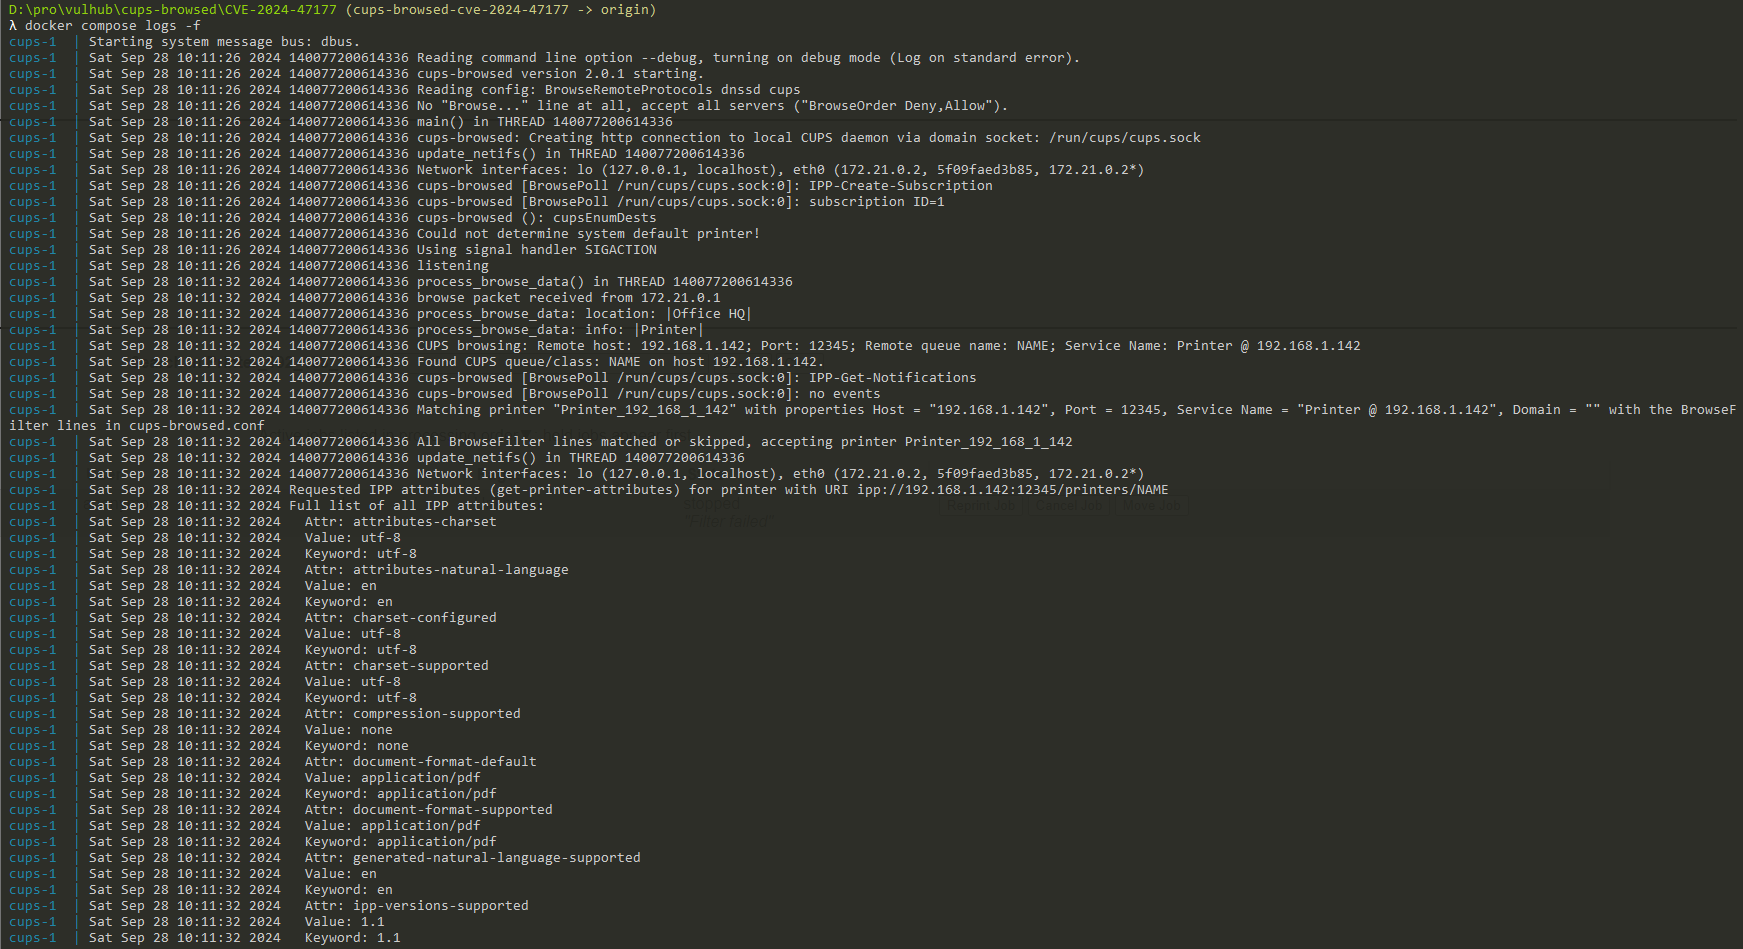 D:\pro\vulhub\cups-browsed\CVE-2024-47177 (cups-browsed-cve-2024-47177 -> origin)
λ docker compose logs -f
cups-1  | Starting system message bus: dbus.
cups-1  | Sat Sep 28 10:11:26 2024 140077200614336 Reading command line option --debug, turning on debug mode (Log on standard error).
cups-1  | Sat Sep 28 10:11:26 2024 140077200614336 cups-browsed version 2.0.1 starting.
cups-1  | Sat Sep 28 10:11:26 2024 140077200614336 Reading config: BrowseRemoteProtocols dnssd cups
cups-1  | Sat Sep 28 10:11:26 2024 140077200614336 No "Browse..." line at all, accept all servers ("BrowseOrder Deny,Allow").
cups-1  | Sat Sep 28 10:11:26 2024 140077200614336 main() in THREAD 140077200614336
cups-1  | Sat Sep 28 10:11:26 2024 140077200614336 cups-browsed: Creating http connection to local CUPS daemon via domain socket: /run/cups/cups.sock
cups-1  | Sat Sep 28 10:11:26 2024 140077200614336 update_netifs() in THREAD 140077200614336
cups-1  | Sat Sep 28 10:11:26 2024 140077200614336 Network interfaces: lo (127.0.0.1, localhost), eth0 (172.21.0.2, 5f09faed3b85, 172.21.0.2*)
cups-1  | Sat Sep 28 10:11:26 2024 140077200614336 cups-browsed [BrowsePoll /run/cups/cups.sock:0]: IPP-Create-Subscription
cups-1  | Sat Sep 28 10:11:26 2024 140077200614336 cups-browsed [BrowsePoll /run/cups/cups.sock:0]: subscription ID=1
cups-1  | Sat Sep 28 10:11:26 2024 140077200614336 cups-browsed (): cupsEnumDests
cups-1  | Sat Sep 28 10:11:26 2024 140077200614336 Could not determine system default printer!
cups-1  | Sat Sep 28 10:11:26 2024 140077200614336 Using signal handler SIGACTION
cups-1  | Sat Sep 28 10:11:26 2024 140077200614336 listening
cups-1  | Sat Sep 28 10:11:32 2024 140077200614336 process_browse_data() in THREAD 140077200614336
cups-1  | Sat Sep 28 10:11:32 2024 140077200614336 browse packet received from 172.21.0.1
cups-1  | Sat Sep 28 10:11:32 2024 140077200614336 process_browse_data: location: |Office HQ|
cups-1  | Sat Sep 28 10:11:32 2024 140077200614336 process_browse_data: info: |Printer|
cups-1  | Sat Sep 28 10:11:32 2024 140077200614336 CUPS browsing: Remote host: 192.168.1.142; Port: 12345; Remote queue name: NAME; Service Name: Printer @ 192.168.1.142
cups-1  | Sat Sep 28 10:11:32 2024 140077200614336 Found CUPS queue/class: NAME on host 192.168.1.142.
cups-1  | Sat Sep 28 10:11:32 2024 140077200614336 cups-browsed [BrowsePoll /run/cups/cups.sock:0]: IPP-Get-Notifications
cups-1  | Sat Sep 28 10:11:32 2024 140077200614336 cups-browsed [BrowsePoll /run/cups/cups.sock:0]: no events
cups-1  | Sat Sep 28 10:11:32 2024 140077200614336 Matching printer "Printer_192_168_1_142" with properties Host = "192.168.1.142", Port = 12345, Service Name = "Printer @ 192.168.1.142", Domain = "" with the BrowseF
ilter lines in cups-browsed.conf
cups-1  | Sat Sep 28 10:11:32 2024 140077200614336 All BrowseFilter lines matched or skipped, accepting printer Printer_192_168_1_142
cups-1  | Sat Sep 28 10:11:32 2024 140077200614336 update_netifs() in THREAD 140077200614336
cups-1  | Sat Sep 28 10:11:32 2024 140077200614336 Network interfaces: lo (127.0.0.1, localhost), eth0 (172.21.0.2, 5f09faed3b85, 172.21.0.2*)
cups-1  | Sat Sep 28 10:11:32 2024 Requested IPP attributes (get-printer-attributes) for printer with URI ipp://192.168.1.142:12345/printers/NAME
cups-1  | Sat Sep 28 10:11:32 2024 Full list of all IPP attributes:
cups-1  | Sat Sep 28 10:11:32 2024   Attr: attributes-charset
cups-1  | Sat Sep 28 10:11:32 2024   Value: utf-8
cups-1  | Sat Sep 28 10:11:32 2024   Keyword: utf-8
cups-1  | Sat Sep 28 10:11:32 2024   Attr: attributes-natural-language
cups-1  | Sat Sep 28 10:11:32 2024   Value: en
cups-1  | Sat Sep 28 10:11:32 2024   Keyword: en
cups-1  | Sat Sep 28 10:11:32 2024   Attr: charset-configured
cups-1  | Sat Sep 28 10:11:32 2024   Value: utf-8
cups-1  | Sat Sep 28 10:11:32 2024   Keyword: utf-8
cups-1  | Sat Sep 28 10:11:32 2024   Attr: charset-supported
cups-1  | Sat Sep 28 10:11:32 2024   Value: utf-8
cups-1  | Sat Sep 28 10:11:32 2024   Keyword: utf-8
cups-1  | Sat Sep 28 10:11:32 2024   Attr: compression-supported
cups-1  | Sat Sep 28 10:11:32 2024   Value: none
cups-1  | Sat Sep 28 10:11:32 2024   Keyword: none
cups-1  | Sat Sep 28 10:11:32 2024   Attr: document-format-default
cups-1  | Sat Sep 28 10:11:32 2024   Value: application/pdf
cups-1  | Sat Sep 28 10:11:32 2024   Keyword: application/pdf
cups-1  | Sat Sep 28 10:11:32 2024   Attr: document-format-supported
cups-1  | Sat Sep 28 10:11:32 2024   Value: application/pdf
cups-1  | Sat Sep 28 10:11:32 2024   Keyword: application/pdf
cups-1  | Sat Sep 28 10:11:32 2024   Attr: generated-natural-language-supported
cups-1  | Sat Sep 28 10:11:32 2024   Value: en
cups-1  | Sat Sep 28 10:11:32 2024   Keyword: en
cups-1  | Sat Sep 28 10:11:32 2024   Attr: ipp-versions-supported
cups-1  | Sat Sep 28 10:11:32 2024   Value: 1.1
cups-1  | Sat Sep 28 10:11:32 2024   Keyword: 1.1